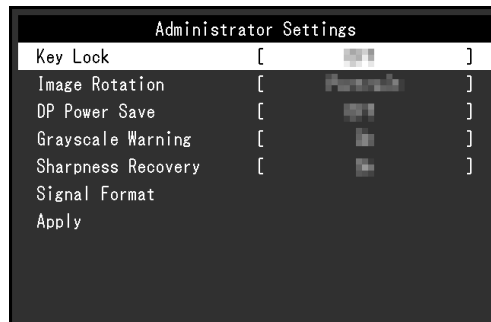 Administrator Settings
Key Lock [ ]
Image Rotation [ ]
DP Power Save [ ]
Grayscale Warning [ ]
Sharpness Recovery [ ]
Signal Format
Apply